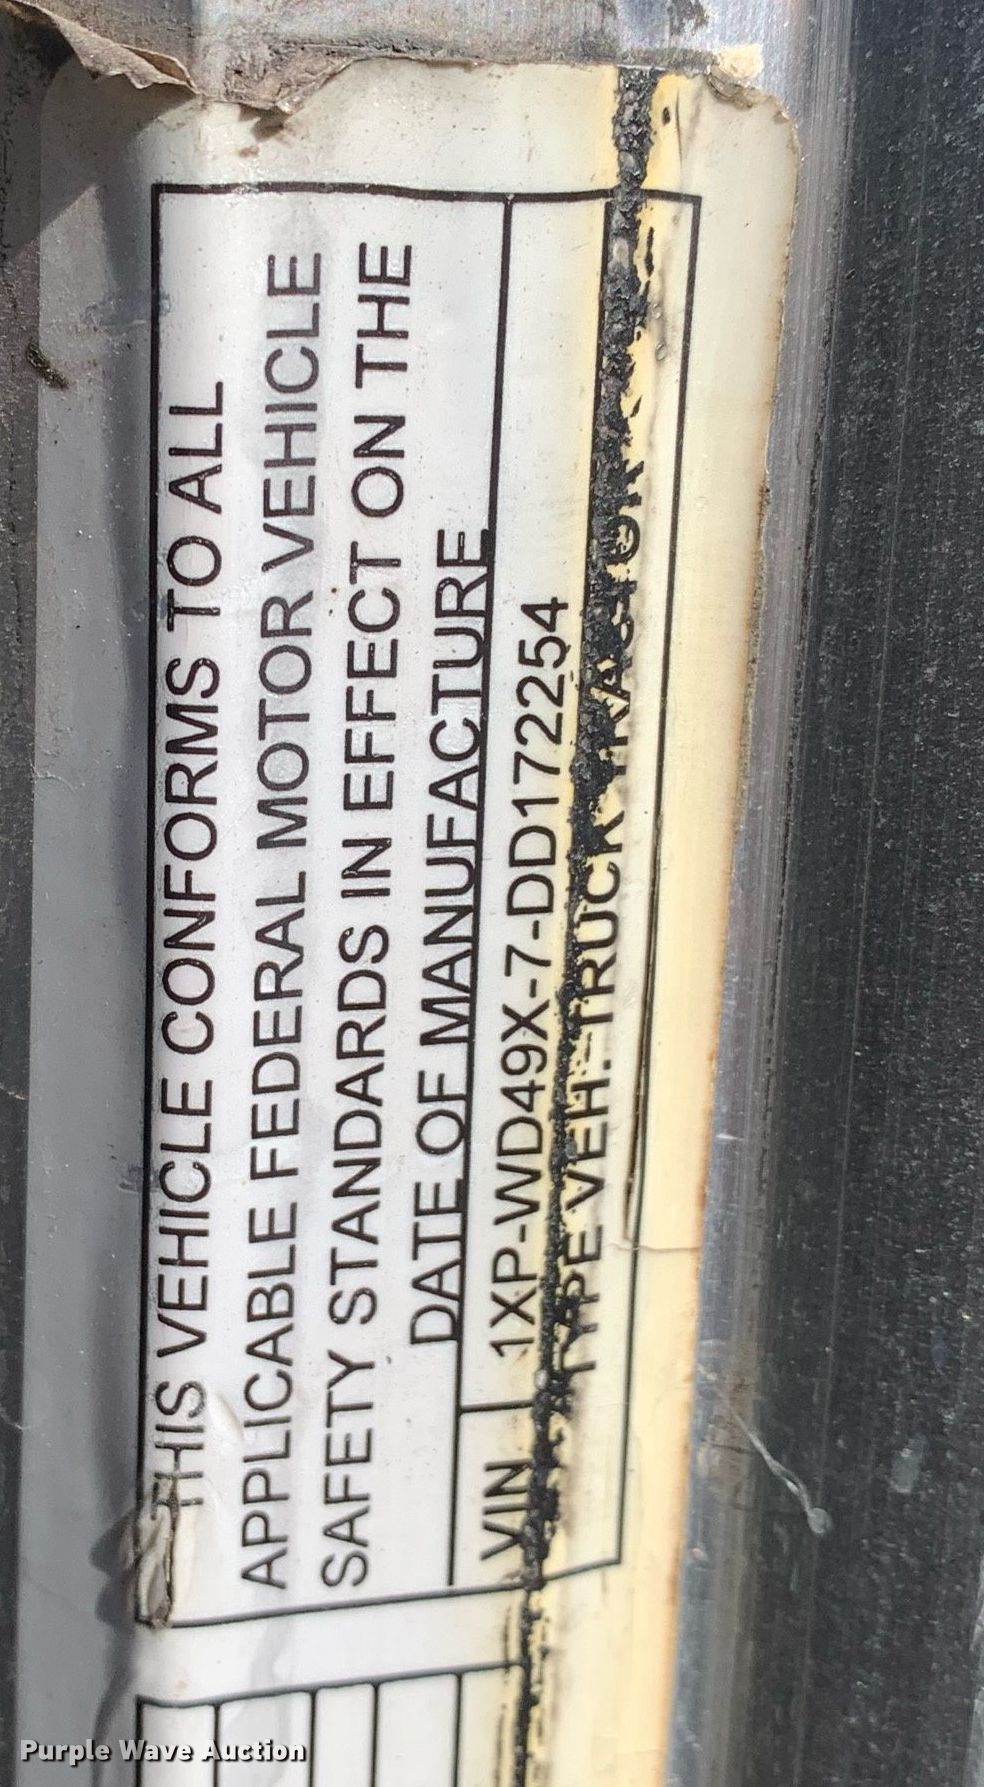 THIS VEHICLE CONFORMS TO ALL
APPLICABLE FEDERAL MOTOR VEHICLE
SAFETY STANDARDS IN EFFECT ON THE
DATE OF MANUFACTURE
VIN 1XP-WD49X-7-DD172254
TYPE VEH. TRUCK TRACTOR
Purple Wave Auction